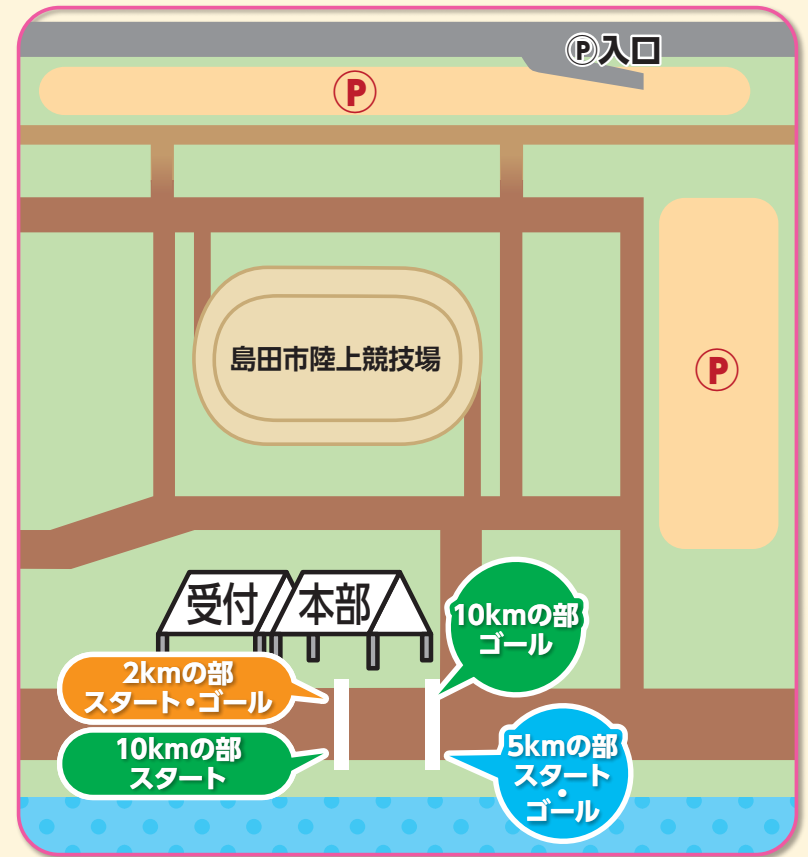 Ⓟ入口
Ⓟ
島田市陸上競技場
Ⓟ
受付
本部
10kmの部
ゴール
2kmの部
スタート・ゴール
10kmの部
スタート
5kmの部
スタート
・
ゴール